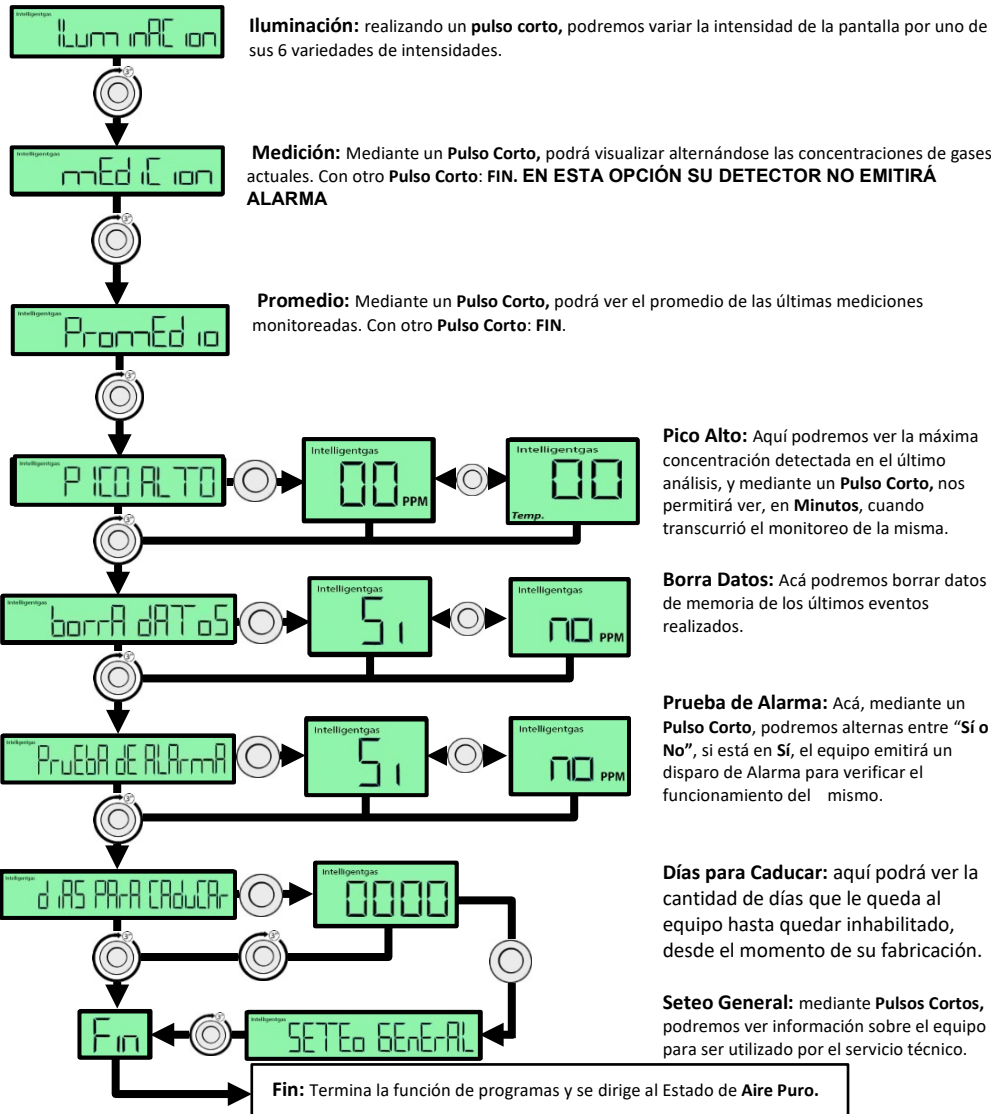 Intelligentgas
ILuminACion
Iluminación: realizando un pulso corto, podremos variar la intensidad de la pantalla por uno de
sus 6 variedades de intensidades.
3"
Intelligentgas
mEdiCion
Medición: Mediante un Pulso Corto, podrá visualizar alternándose las concentraciones de gases
actuales. Con otro Pulso Corto: FIN. EN ESTA OPCIÓN SU DETECTOR NO EMITIRÁ
ALARMA
3"
Intelligentgas
PromEdio
Promedio: Mediante un Pulso Corto, podrá ver el promedio de las últimas mediciones
monitoreadas. Con otro Pulso Corto: FIN.
3"
Intelligentgas
PICO ALTO
Intelligentgas
00 PPM
Intelligentgas
00
Temp.
3"
Pico Alto: Aquí podremos ver la máxima
concentración detectada en el último
análisis, y mediante un Pulso Corto, nos
permitirá ver, en Minutos, cuando
transcurrió el monitoreo de la misma.
Intelligentgas
borrA dAToS
Intelligentgas
Si
Intelligentgas
no PPM
3"
Borra Datos: Acá podremos borrar datos
de memoria de los últimos eventos
realizados.
Intelligentgas
PruEbA dE ALArmA
Intelligentgas
Si
Intelligentgas
no PPM
3"
Prueba de Alarma: Acá, mediante un
Pulso Corto, podremos alternas entre “Sí o
No”, si está en Sí, el equipo emitirá un
disparo de Alarma para verificar el
funcionamiento del mismo.
Intelligentgas
diAS PArA CAduCAr
Intelligentgas
0000
3"
3"
Días para Caducar: aquí podrá ver la
cantidad de días que le queda al
equipo hasta quedar inhabilitado,
desde el momento de su fabricación.
Fin
3"
Intelligentgas
SETEo GEnErAL
Seteo General: mediante Pulsos Cortos,
podremos ver información sobre el equipo
para ser utilizado por el servicio técnico.
Fin: Termina la función de programas y se dirige al Estado de Aire Puro.